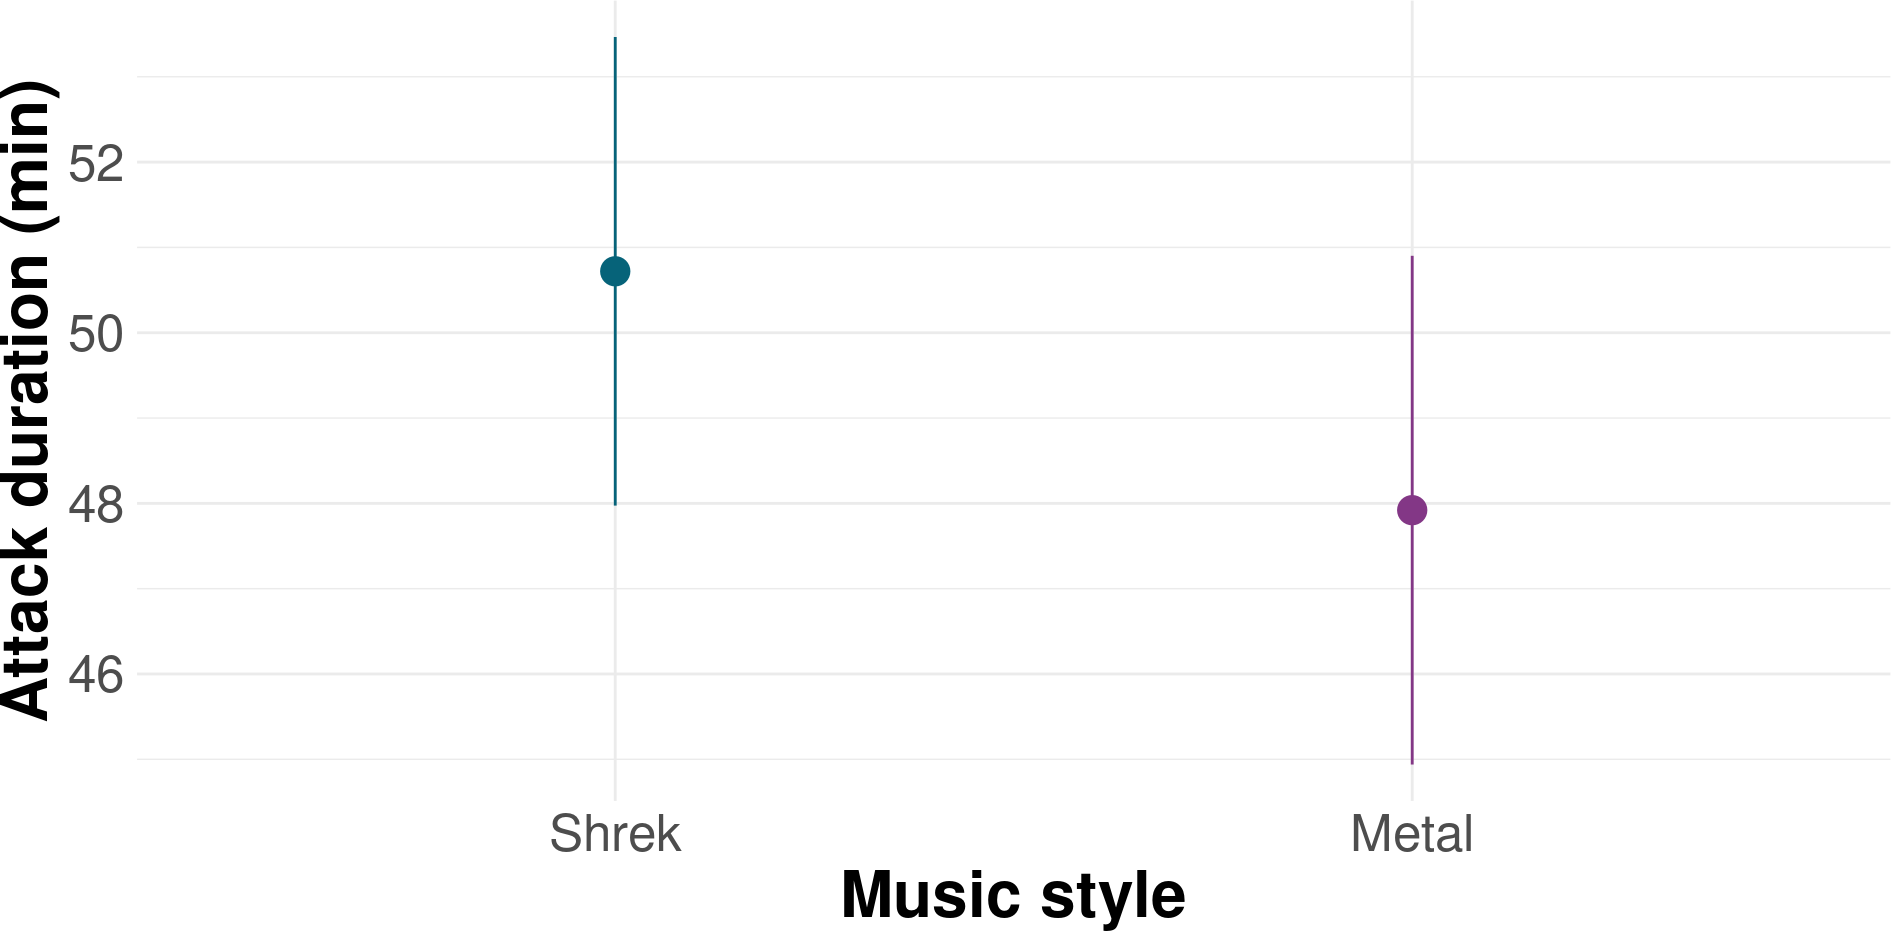 Attack duration (min)
52
50
48
46
Shrek
Metal
Music style